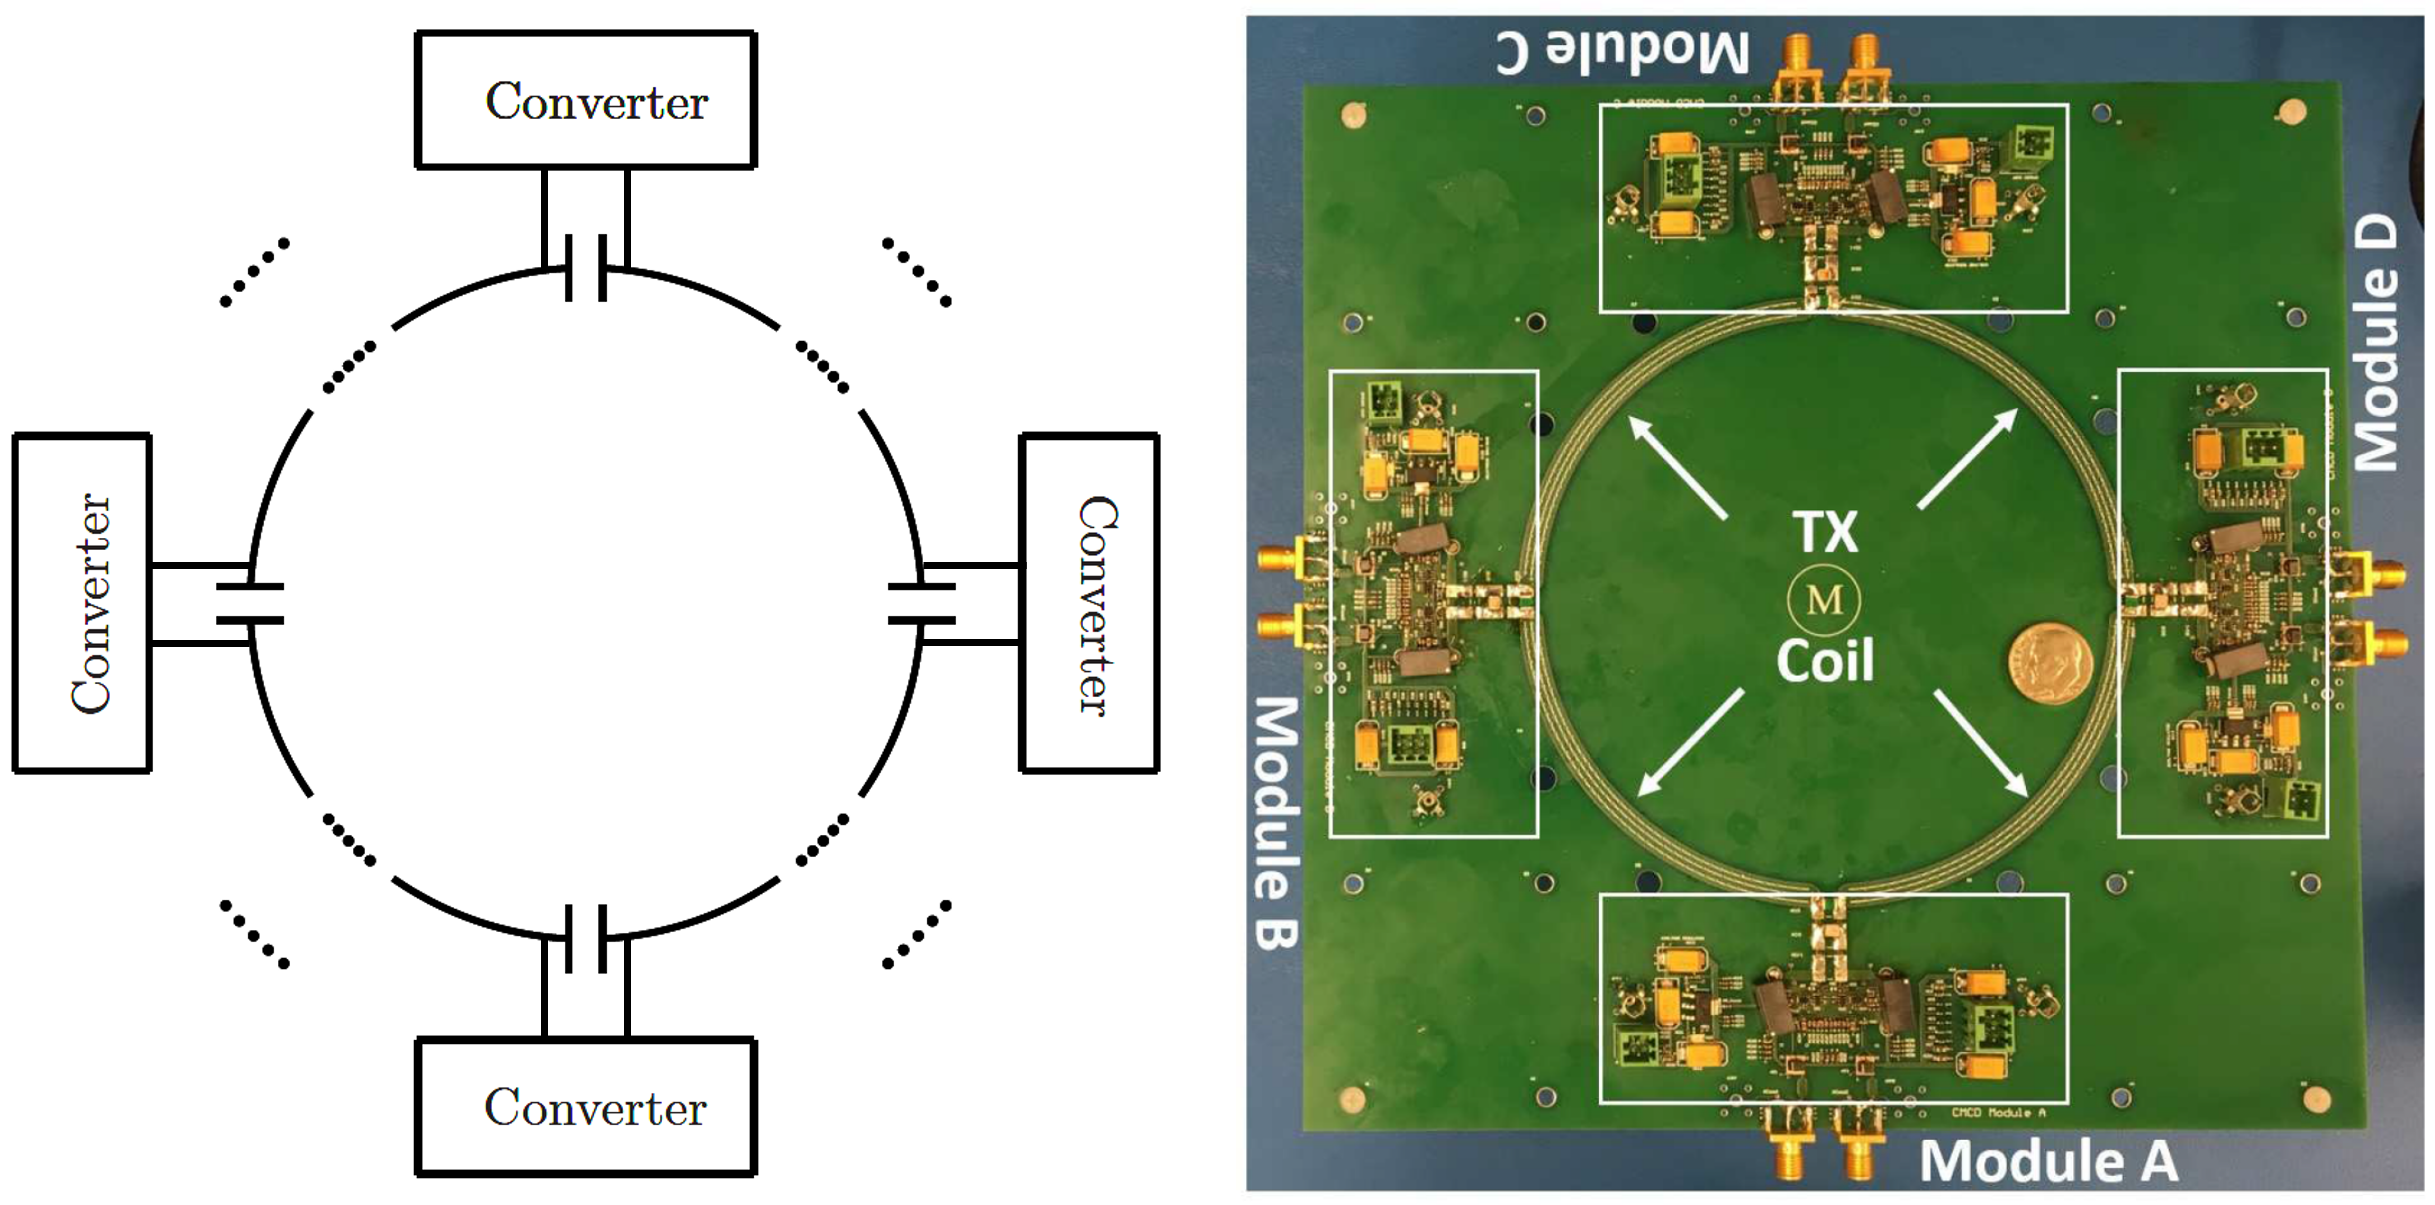 Converter
Converter
Converter
Converter
Module C
Module D
TX
M
Coil
Module B
CMCD Module A
Module A